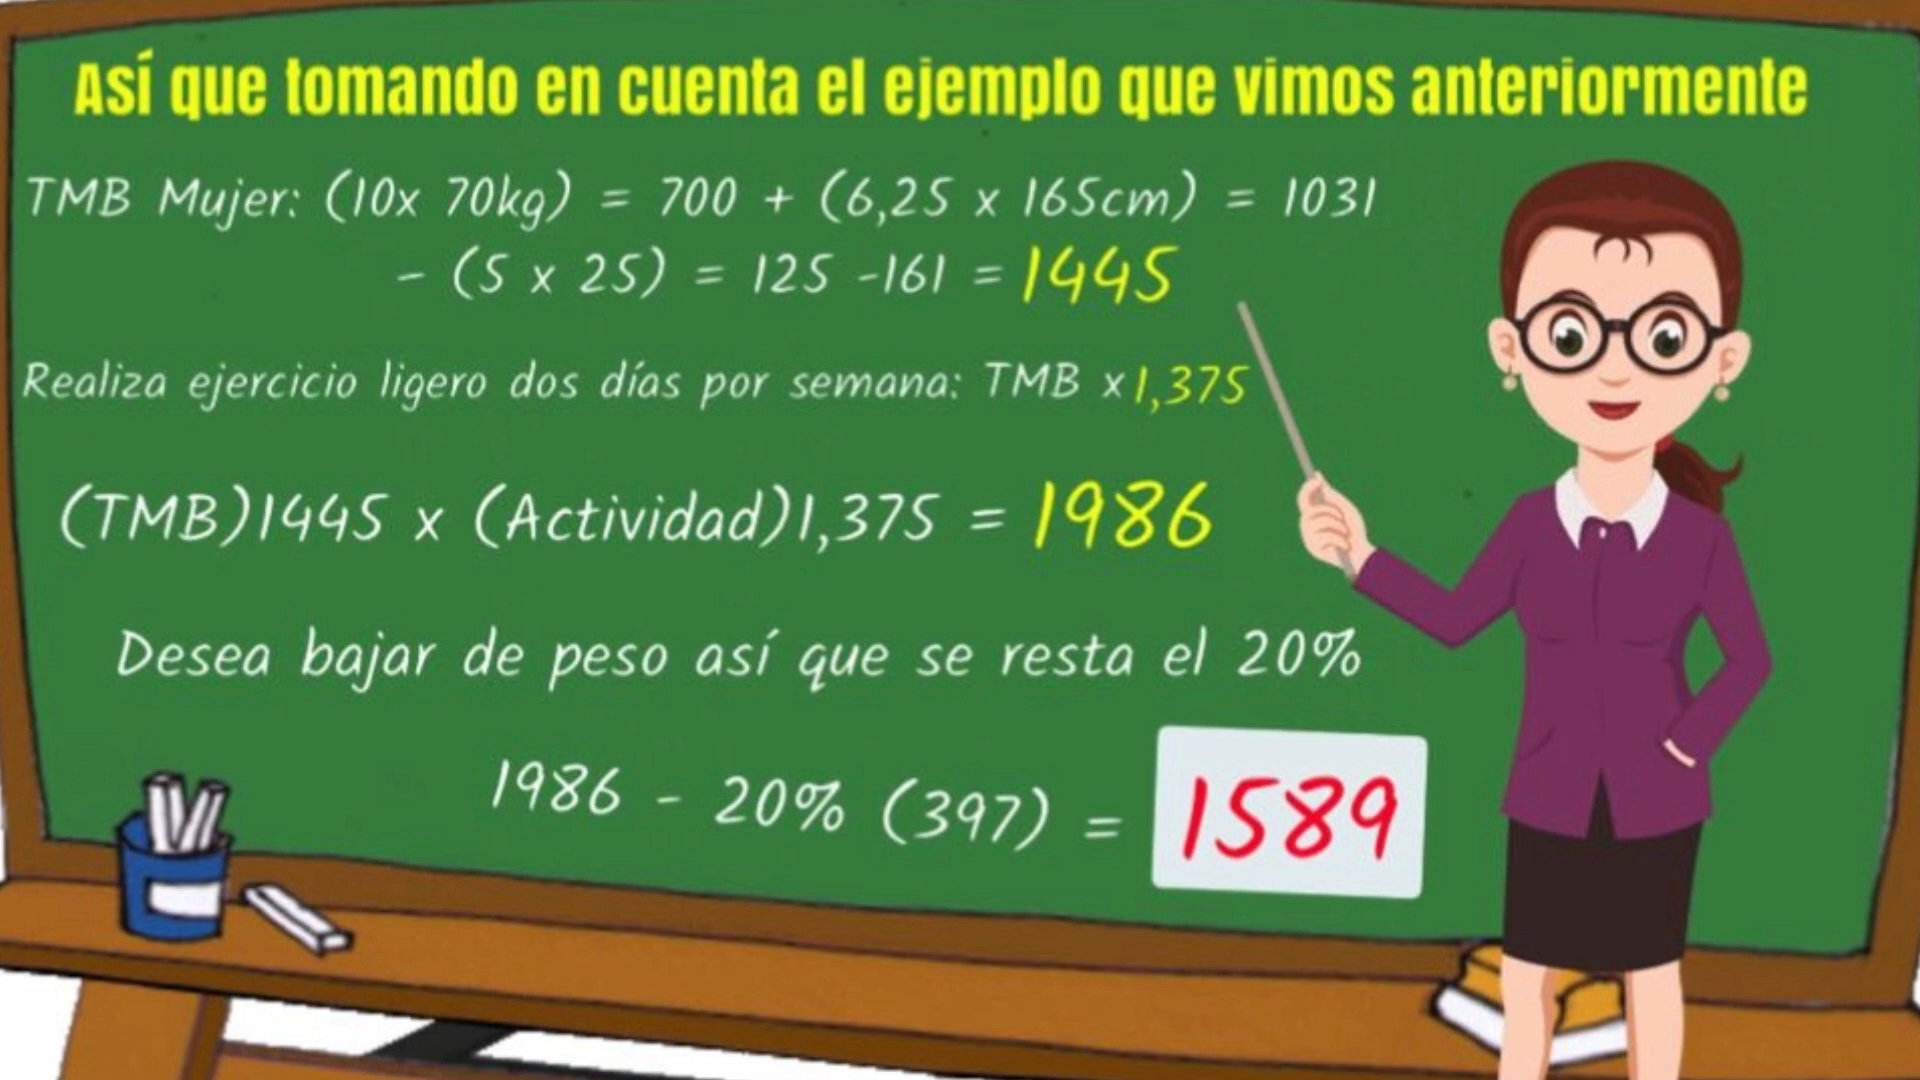 Así que tomando en cuenta el ejemplo que vimos anteriormente
TMB Mujer: (10x 70kg) = 700 + (6,25 x 165cm) = 1031
- (5 x 25) = 125 -161 = 1445
Realiza ejercicio ligero dos días por semana: TMB x1,375
(TMB)1445 x (Actividad)1,375 = 1986
Desea bajar de peso así que se resta el 20%
1986 - 20% (397) = 1589